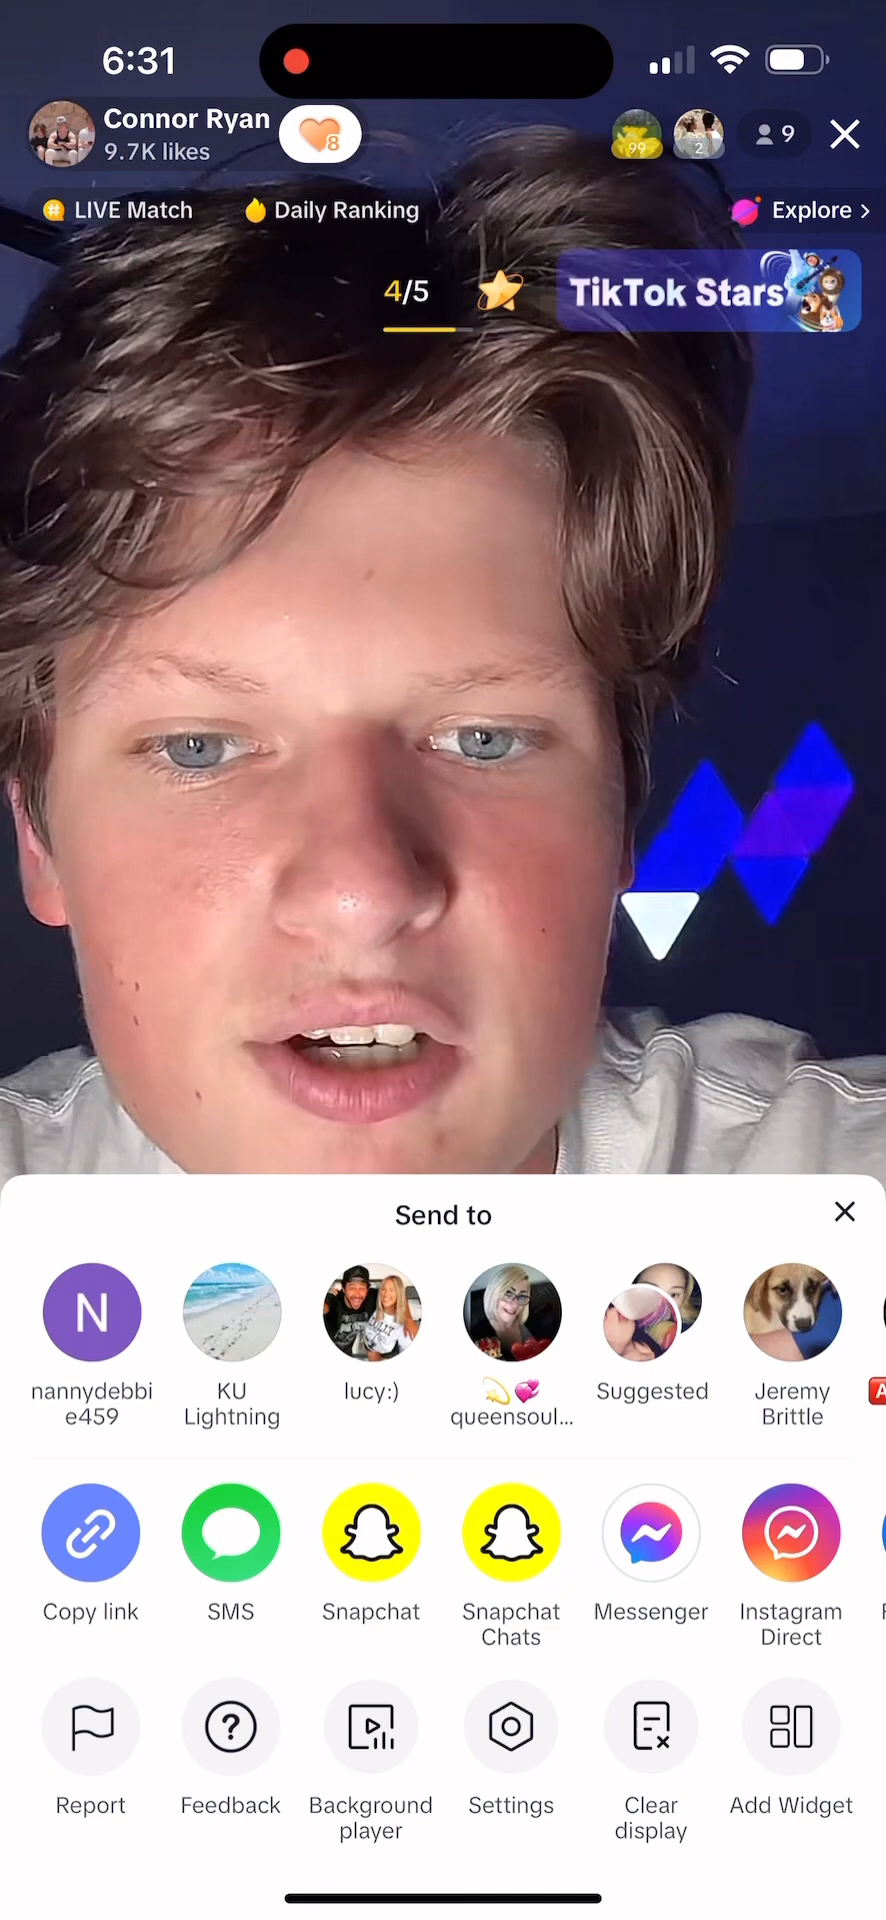 6:31
Connor Ryan
9.7K likes
8
99
2
9
LIVE Match
Daily Ranking
Explore >
4/5
TikTok Stars
Send to
N
nannydebbi
e459
KU
Lightning
lucy:)
💫💞
queensoul...
Suggested
Jeremy
Brittle
Copy link
SMS
Snapchat
Snapchat
Chats
Messenger
Instagram
Direct
Report
Feedback
Background
player
Settings
Clear
display
Add Widget